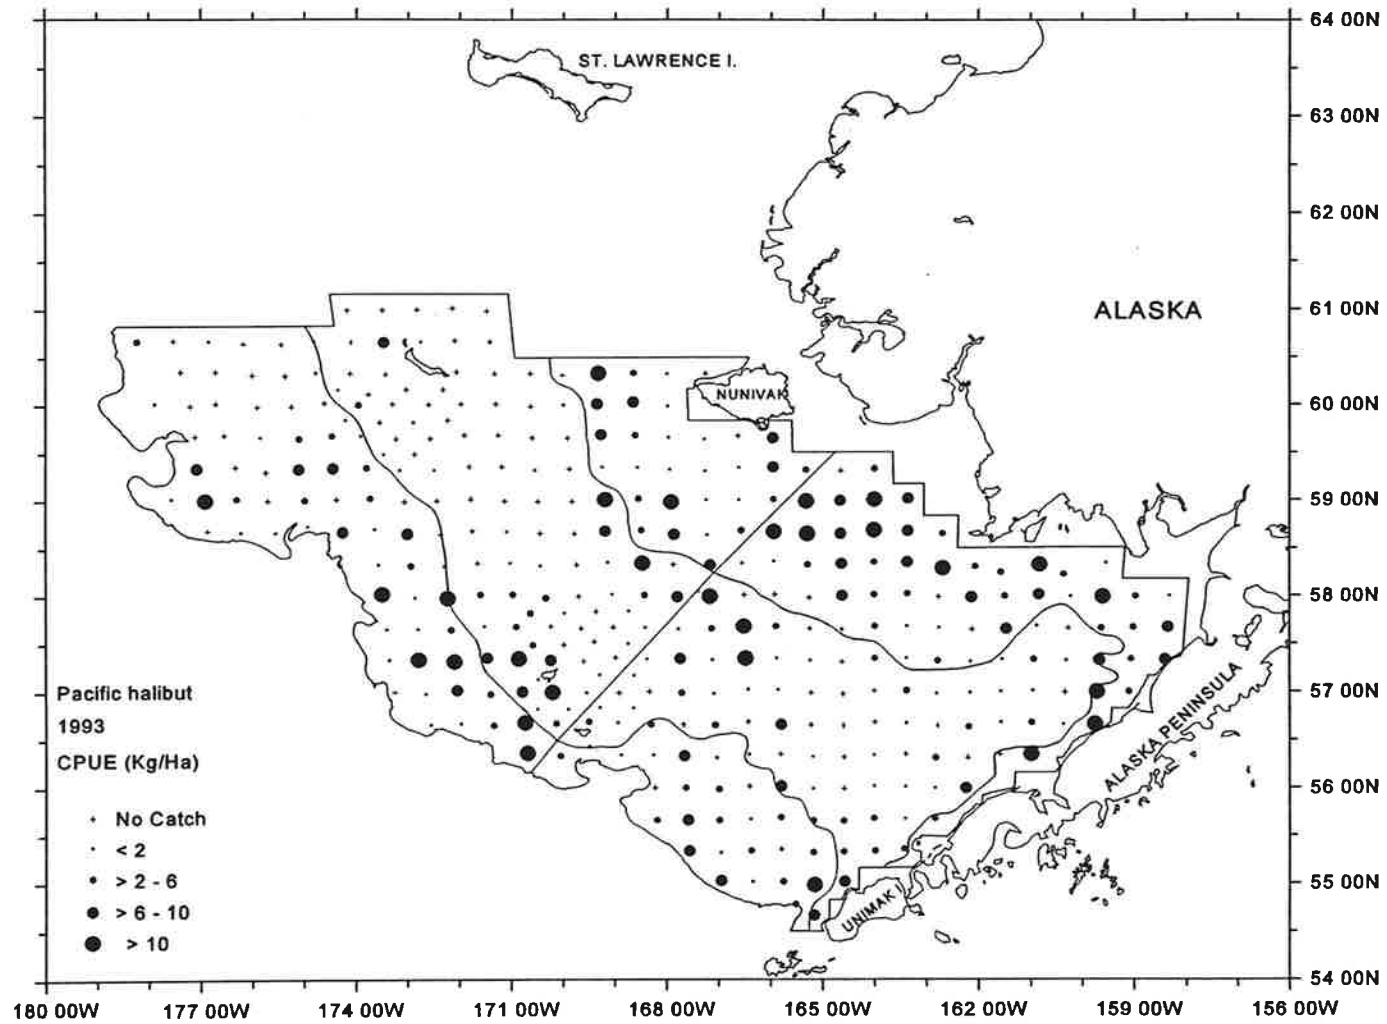 64 00N
ST. LAWRENCE I.
63 00N
62 00N
ALASKA
61 00N
NUNIVAK
60 00N
59 00N
58 00N
Pacific halibut
57 00N
1993
CPUE (Kg/Ha)
ALASKA PENINSULA
56 00N
+ No Catch
· < 2
• > 2 - 6
● > 6 - 10
● > 10
55 00N
UNIMAK I
54 00N
180 00W 177 00W 174 00W 171 00W 168 00W 165 00W 162 00W 159 00W 156 00W